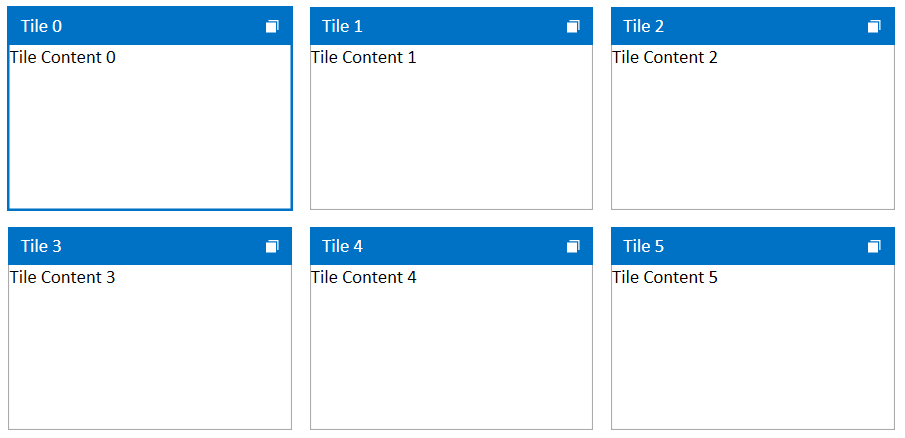 Tile 0
Tile 1
Tile 2
Tile Content 0
Tile Content 1
Tile Content 2
Tile 3
Tile 4
Tile 5
Tile Content 3
Tile Content 4
Tile Content 5